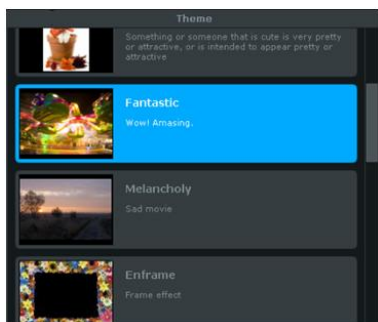 Theme
Something or someone that is cute is very pretty
or attractive, or is intended to appear pretty or
attractive
Fantastic
Wow! Amasing.
Melancholy
Sad movie
Enframe
Frame effect